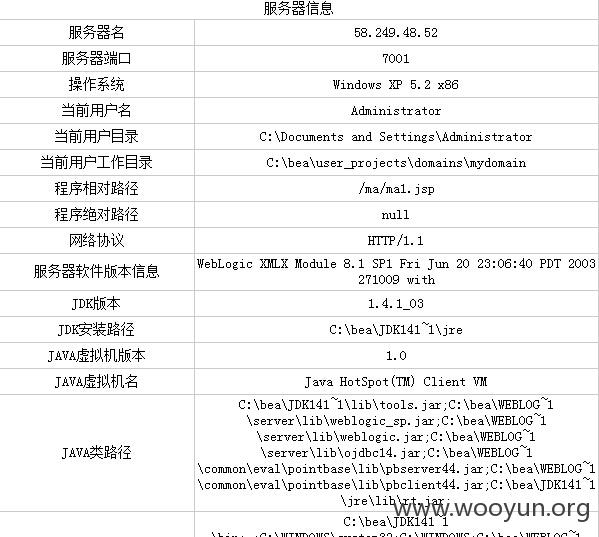 服务器信息
服务器名 58.249.48.52
服务器端口 7001
操作系统 Windows XP 5.2 x86
当前用户名 Administrator
当前用户目录 C:\Documents and Settings\Administrator
当前用户工作目录 C:\bea\user_projects\domains\mydomain
程序相对路径 /ma/ma1.jsp
程序绝对路径 null
网络协议 HTTP/1.1
服务器软件版本信息 WebLogic XMLX Module 8.1 SP1 Fri Jun 20 23:06:40 PDT 2003
271009 with
JDK版本 1.4.1_03
JDK安装路径 C:\bea\JDK141~1\jre
JAVA虚拟机版本 1.0
JAVA虚拟机名 Java HotSpot(TM) Client VM
JAVA类路径
C:\bea\JDK141~1\lib\tools.jar;C:\bea\WEBLOG~1
\server\lib\weblogic_sp.jar;C:\bea\WEBLOG~1
\server\lib\weblogic.jar;C:\bea\WEBLOG~1
\server\lib\ojdbc14.jar;C:\bea\WEBLOG~1
\common\eval\pointbase\lib\pbserver44.jar;C:\bea\WEBLOG~1
\common\eval\pointbase\lib\pbclient44.jar;C:\bea\JDK141~1
\jre\lib\rt.jar;
www.wooyun.org
C:\bea\JDK141~1